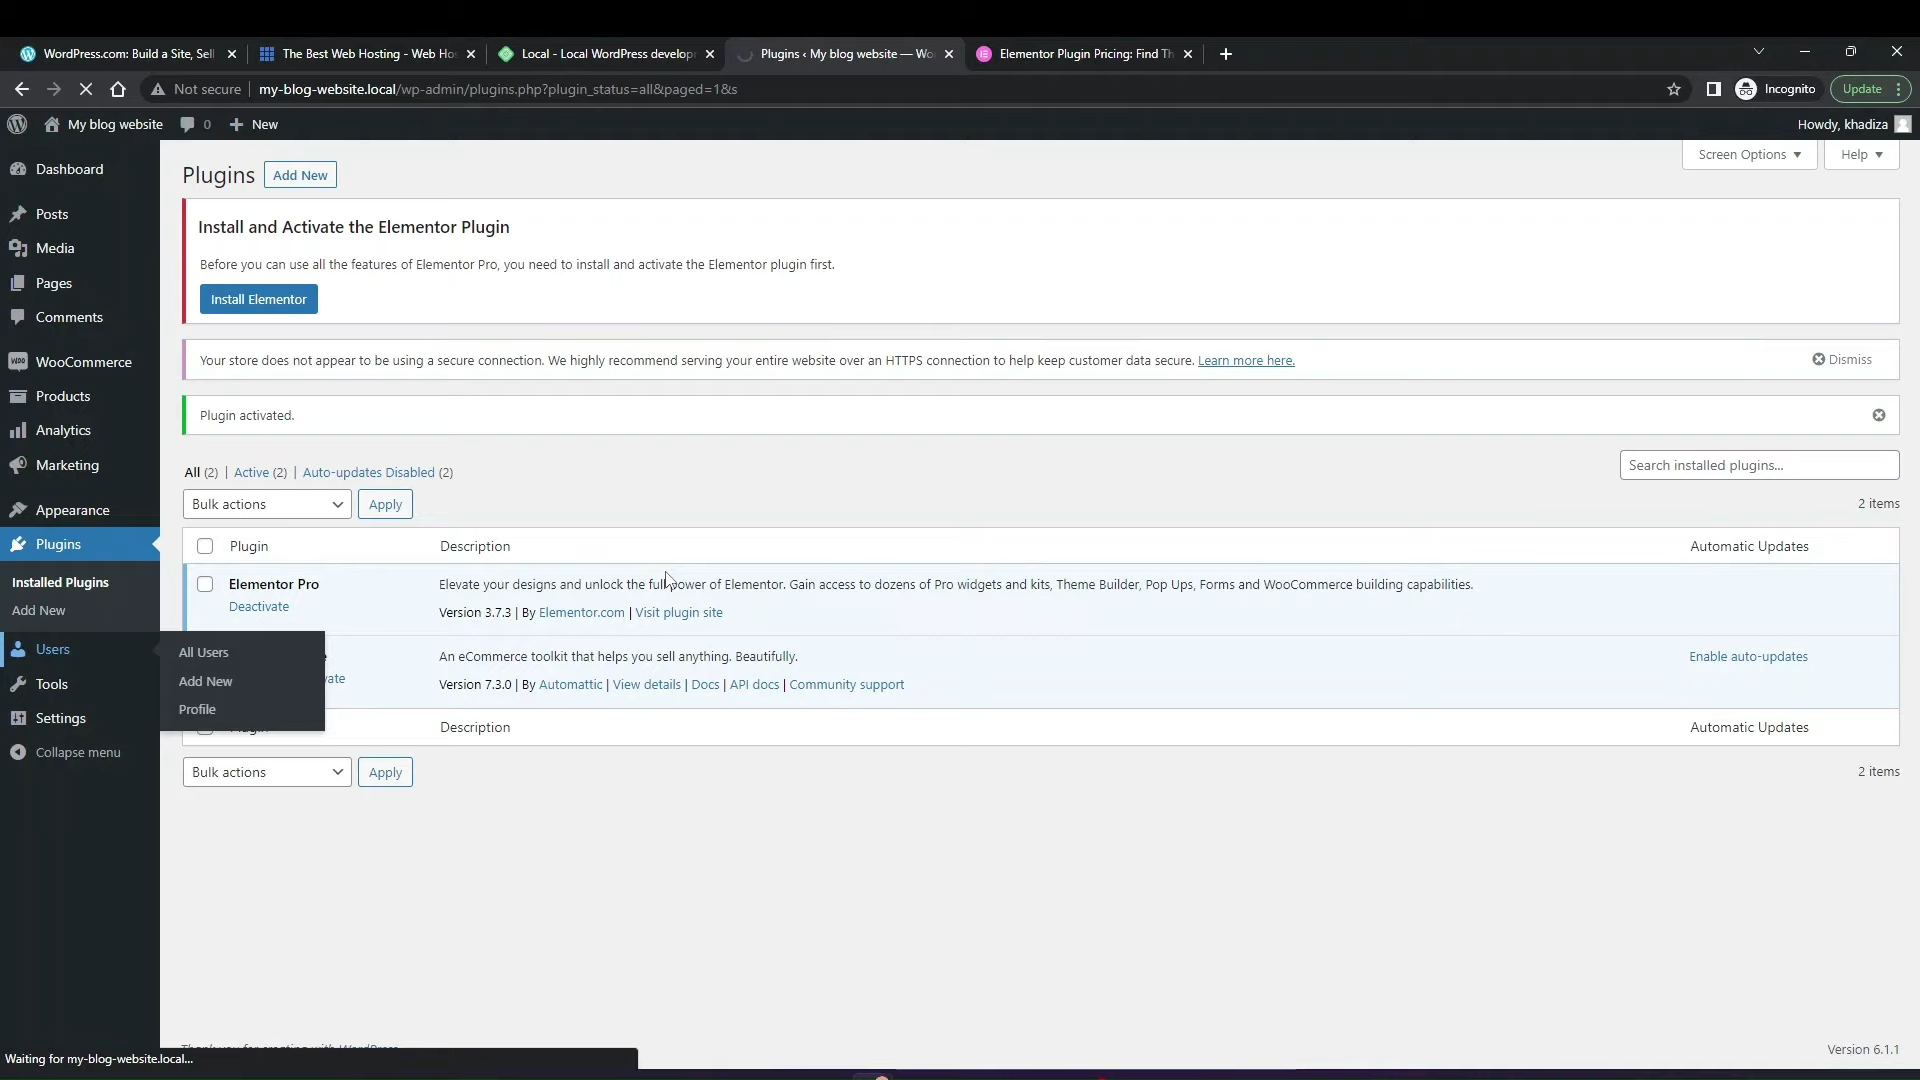 WordPress.com: Build a Site, Sell
The Best Web Hosting - Web Hos
Local - Local WordPress develop
Plugins ‹ My blog website — Wo
Elementor Plugin Pricing: Find Th
Not secure my-blog-website.local/wp-admin/plugins.php?plugin_status=all&paged=1&s
Incognito
Update
My blog website
0
New
Howdy, khadiza
Screen Options
Help
Dashboard
Posts
Media
Pages
Comments
WooCommerce
Products
Analytics
Marketing
Appearance
Plugins
Installed Plugins
Add New
Users
Tools
Settings
Collapse menu
All Users
Add New
Profile
Plugins
Add New
Install and Activate the Elementor Plugin
Before you can use all the features of Elementor Pro, you need to install and activate the Elementor plugin first.
Install Elementor
Your store does not appear to be using a secure connection. We highly recommend serving your entire website over an HTTPS connection to help keep customer data secure. Learn more here.
Dismiss
Plugin activated.
All (2) | Active (2) | Auto-updates Disabled (2)
Search installed plugins...
Bulk actions
Apply
2 items
Plugin
Description
Automatic Updates
Elementor Pro
Elevate your designs and unlock the full power of Elementor. Gain access to dozens of Pro widgets and kits, Theme Builder, Pop Ups, Forms and WooCommerce building capabilities.
Deactivate
Version 3.7.3 | By Elementor.com | Visit plugin site
An eCommerce toolkit that helps you sell anything. Beautifully.
Enable auto-updates
Version 7.3.0 | By Automattic | View details | Docs | API docs | Community support
Description
Automatic Updates
Bulk actions
Apply
2 items
Version 6.1.1
Waiting for my-blog-website.local...